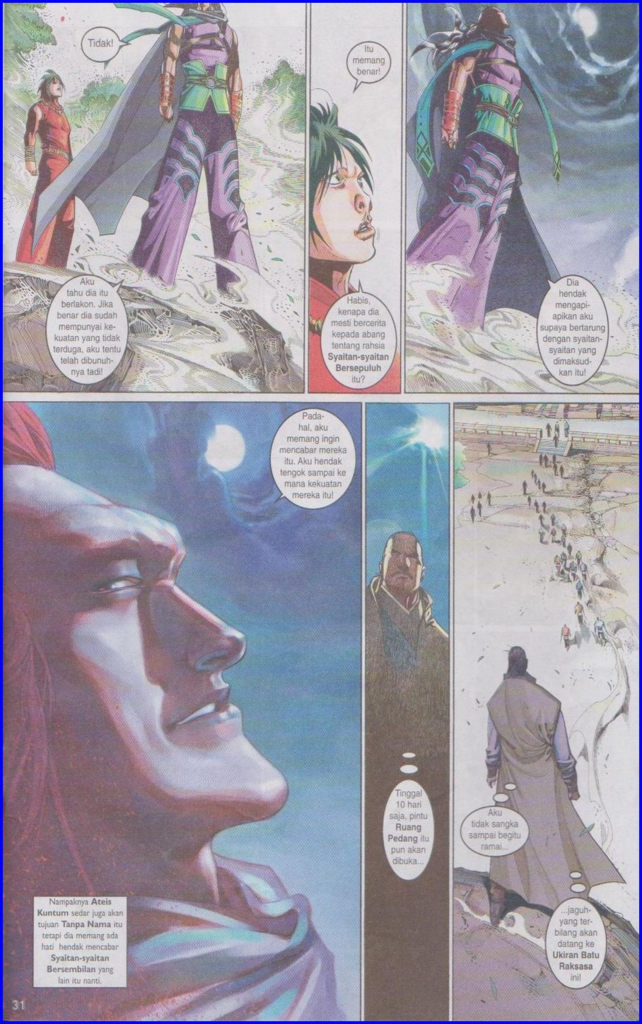 Tidak!
Aku
tahu dia itu
berlakon. Jika
benar dia sudah
mempunyai ke-
kuatan yang tidak
terduga, aku tentu
telah dibunuh-
nya tadi!
Itu
memang
benar!
Habis,
kenapa dia
mesti bercerita
kepada abang
tentang rahsia
Syaitan-syaitan
Bersepuluh
itu?
Dia
hendak
mengapi-
apikan aku
supaya bertarung
dengan syaitan-
syaitan yang
dimaksud-
kan itu!
Pada-
hal, aku
memang ingin
mencabar mereka
itu. Aku hendak
tengok sampai ke
mana kekuatan
mereka itu!
Nampaknya Ateis
Kuntum sedar juga akan
tujuan Tanpa Nama itu
tetapi dia memang ada
hati hendak mencabar
Syaitan-syaitan
Bersembilan yang
lain itu nanti.
Tinggal
10 hari
saja, pintu
Ruang
Pedang itu
pun akan
dibuka...
Aku
tidak sangka
sampai begitu
ramai...
...jaguh-
yang ter-
bilang akan
datang ke
Ukiran Batu
Raksasa
ini!
31